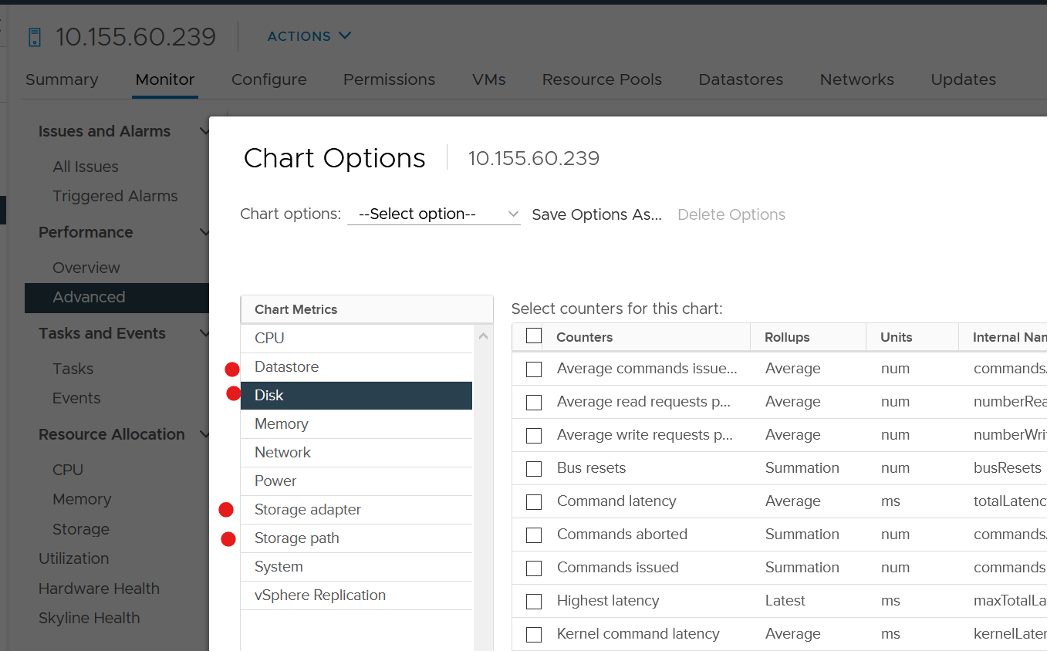 10.155.60.239 ACTIONS
Summary Monitor Configure Permissions VMs Resource Pools Datastores Networks Updates
Issues and Alarms
All Issues
Triggered Alarms
Performance
Overview
Advanced
Tasks and Events
Tasks
Events
Resource Allocation
CPU
Memory
Storage
Utilization
Hardware Health
Skyline Health
Chart Options 10.155.60.239
Chart options: --Select option-- Save Options As... Delete Options
Chart Metrics
CPU
Datastore
Disk
Memory
Network
Power
Storage adapter
Storage path
System
vSphere Replication
Select counters for this chart:
Counters Rollups Units Internal Nam
Average commands issue... Average num commands
Average read requests p... Average num numberRea
Average write requests p... Average num numberWri
Bus resets Summation num busResets
Command latency Average ms totalLatenc
Commands aborted Summation num commands
Commands issued Summation num commands
Highest latency Latest ms maxTotalLa
Kernel command latency Average ms kernelLaten